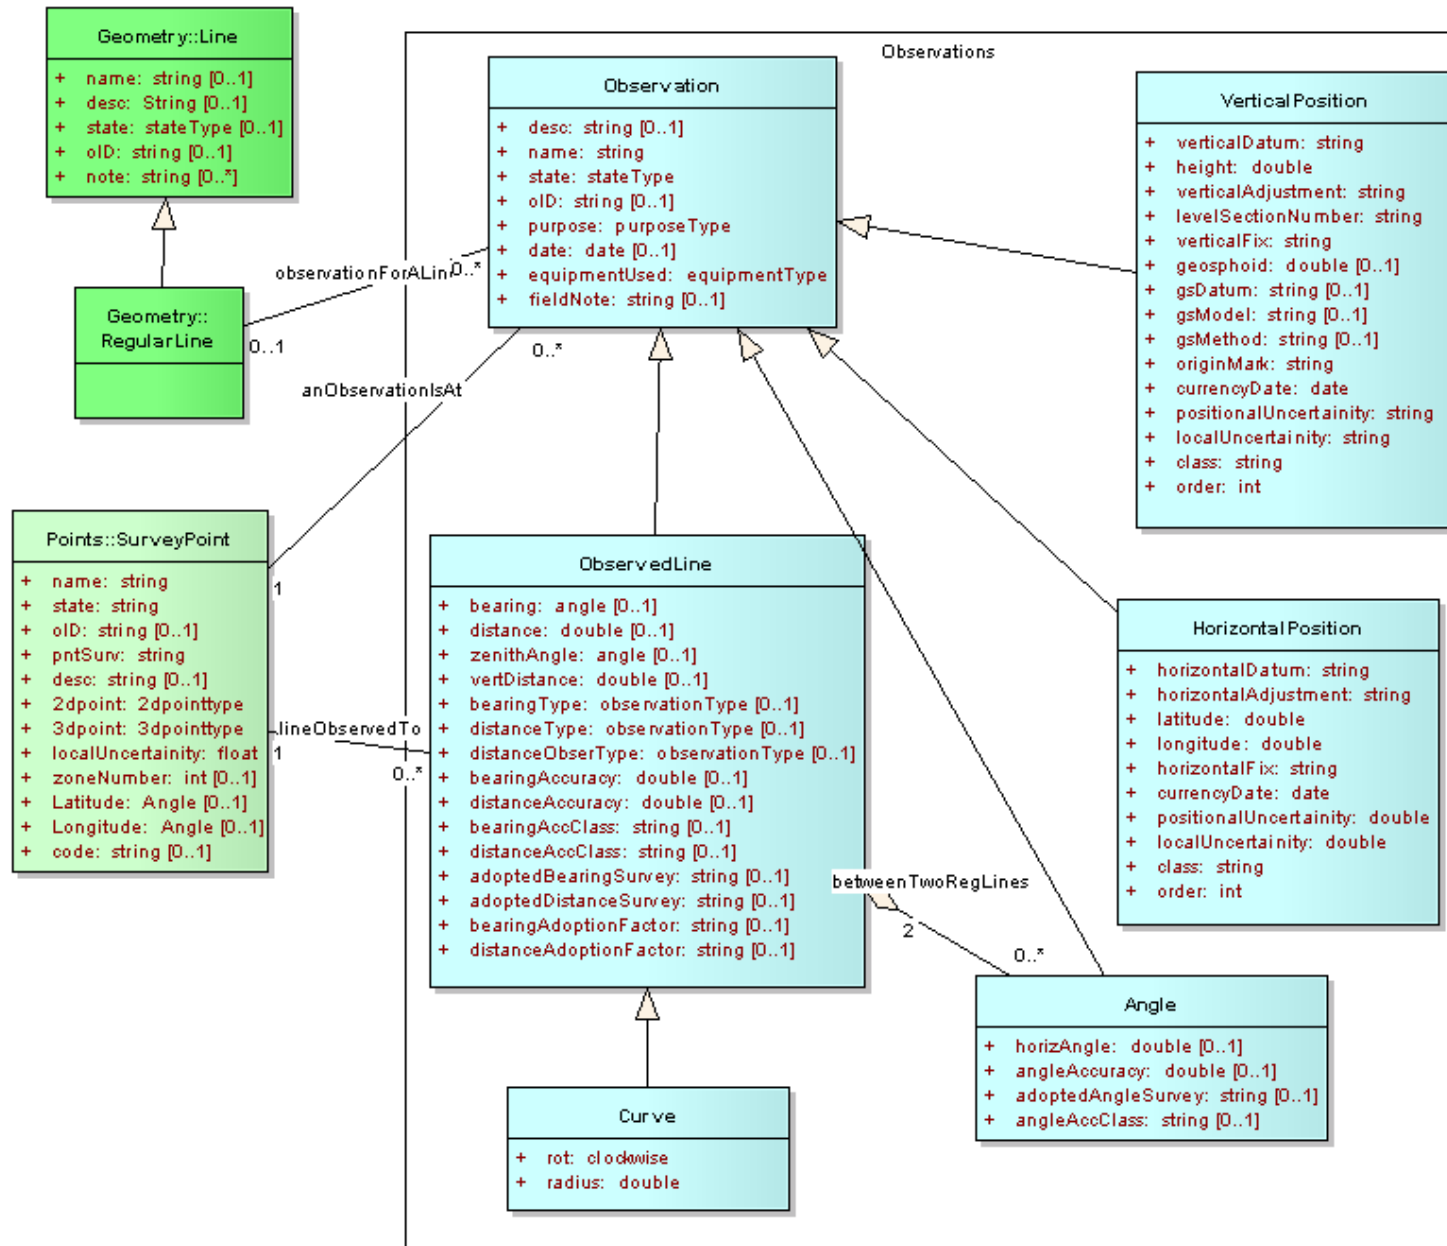 Geometry::Line
+ name: string [0..1]
+ desc: String [0..1]
+ state: stateType [0..1]
+ oID: string [0..1]
+ note: string [0..*]
Observations
Observation
+ desc: string [0..1]
+ name: string
+ state: stateType
+ oID: string [0..1]
+ purpose: purposeType
+ date: date [0..1]
+ equipmentUsed: equipmentType
+ fieldNote: string [0..1]
VerticalPosition
+ verticalDatum: string
+ height: double
+ verticalAdjustment: string
+ levelSectionNumber: string
+ verticalFix: string
+ geosphoid: double [0..1]
+ gsDatum: string [0..1]
+ gsModel: string [0..1]
+ gsMethod: string [0..1]
+ originMark: string
+ currencyDate: date
+ positionalUncertainity: string
+ localUncertainity: string
+ class: string
+ order: int
observationForALin
0..*
Geometry::
RegularLine
0..1
0..*
anObservationIsAt
Points::SurveyPoint
+ name: string
+ state: string
+ oID: string [0..1]
+ pntSurv: string
+ desc: string [0..1]
+ 2dpoint: 2dpointtype
+ 3dpoint: 3dpointtype
+ localUncertainity: float
+ zoneNumber: int [0..1]
+ Latitude: Angle [0..1]
+ Longitude: Angle [0..1]
+ code: string [0..1]
1
lineObservedTo
1
0..*
ObservedLine
+ bearing: angle [0..1]
+ distance: double [0..1]
+ zenithAngle: angle [0..1]
+ vertDistance: double [0..1]
+ bearingType: observationType [0..1]
+ distanceType: observationType [0..1]
+ distanceObserType: observationType [0..1]
+ bearingAccuracy: double [0..1]
+ distanceAccuracy: double [0..1]
+ bearingAccClass: string [0..1]
+ distanceAccClass: string [0..1]
+ adoptedBearingSurvey: string [0..1]
+ adoptedDistanceSurvey: string [0..1]
+ bearingAdoptionFactor: string [0..1]
+ distanceAdoptionFactor: string [0..1]
HorizontalPosition
+ horizontalDatum: string
+ horizontalAdjustment: string
+ latitude: double
+ longitude: double
+ horizontalFix: string
+ currencyDate: date
+ positionalUncertainity: double
+ localUncertainity: double
+ class: string
+ order: int
betweenTwoRegLines
2
0..*
Angle
+ horizAngle: double [0..1]
+ angleAccuracy: double [0..1]
+ adoptedAngleSurvey: string [0..1]
+ angleAccClass: string [0..1]
Curve
+ rot: clockwise
+ radius: double